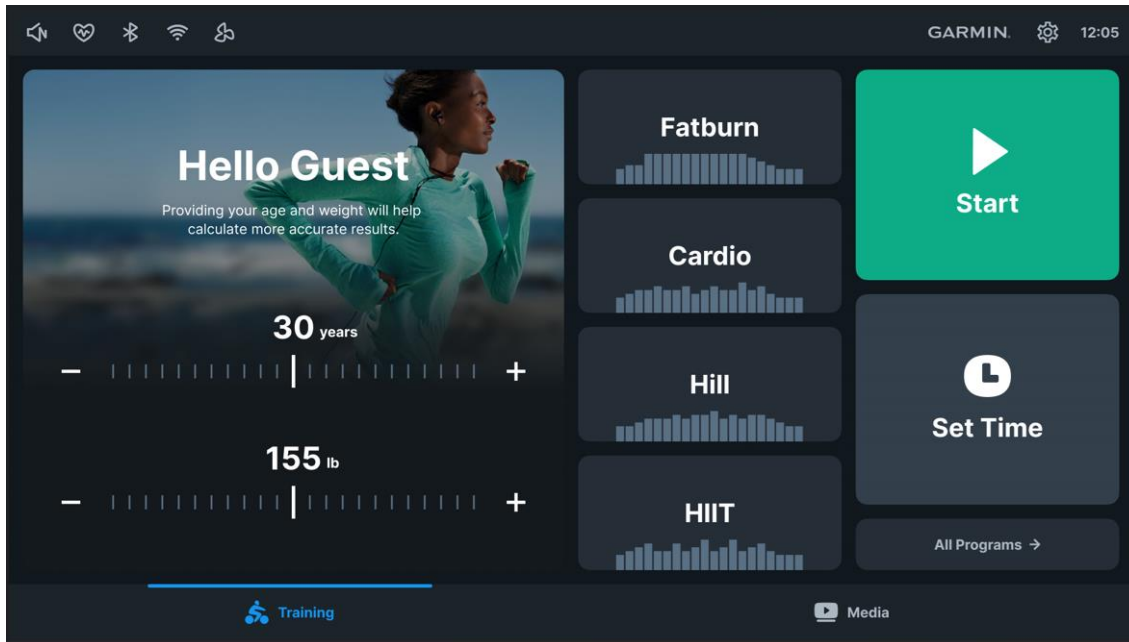 GARMIN.
12:05
Hello Guest
Providing your age and weight will help
calculate more accurate results.
30 years
155 lb
Fatburn
Cardio
Hill
HIIT
Start
Set Time
All Programs →
Training
Media